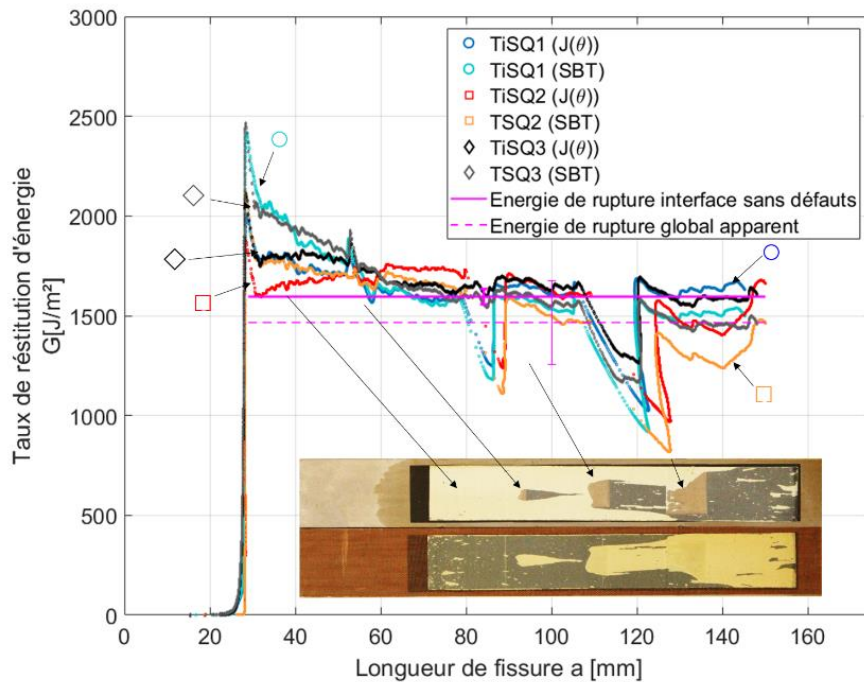 3000
2500
2000
1500
1000
500
0
Taux de réstitution d'énergie
G[J/m²]
TiSQ1 (J(θ))
TiSQ1 (SBT)
TiSQ2 (J(θ))
TSQ2 (SBT)
TiSQ3 (J(θ))
TSQ3 (SBT)
Energie de rupture interface sans défauts
Energie de rupture global apparent
0 20 40 60 80 100 120 140 160
Longueur de fissure a [mm]